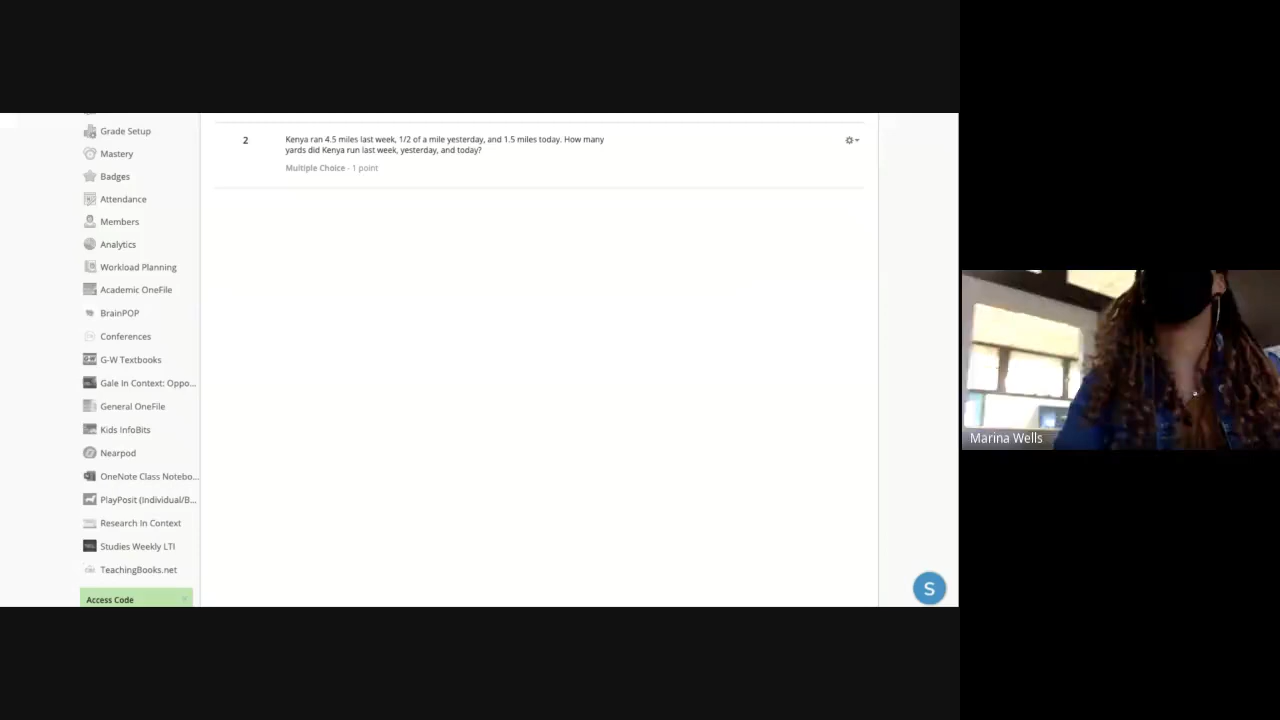 Grade Setup
Mastery
Badges
Attendance
Members
Analytics
Workload Planning
Academic OneFile
BrainPOP
Conferences
G-W Textbooks
Gale In Context: Oppo...
General OneFile
Kids InfoBits
Nearpod
OneNote Class Notebo...
PlayPosit (Individual/B...
Research In Context
Studies Weekly LTI
TeachingBooks.net
Access Code
2
Kenya ran 4.5 miles last week, 1/2 of a mile yesterday, and 1.5 miles today. How many
yards did Kenya run last week, yesterday, and today?
Multiple Choice - 1 point
S
Marina Wells